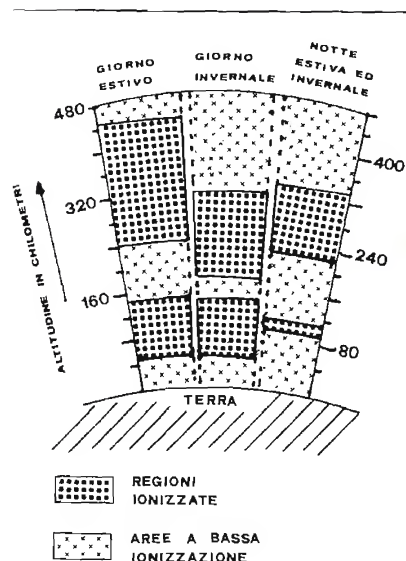 GIORNO
ESTIVO
GIORNO
INVERNALE
NOTTE
ESTIVA ED
INVERNALE
480
400
320
240
160
80
ALTITUDINE IN CHILOMETRI
TERRA
REGIONI
IONIZZATE
AREE A BASSA
IONIZZAZIONE